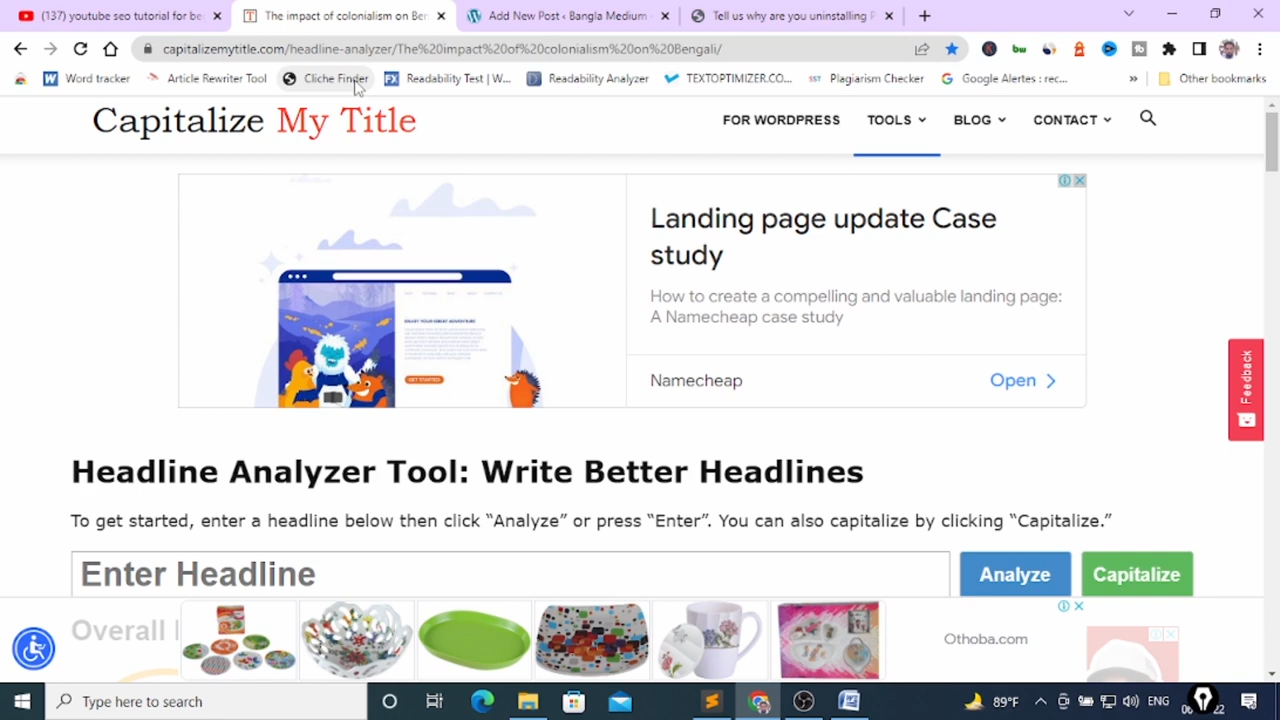 (137) youtube seo tutorial for be
The impact of colonialism on Ben
Add New Post ‹ Bangla Medium
Tell us why are you uninstalling P
capitalizemytitle.com/headline-analyzer/The%20impact%20of%20colonialism%20on%20Bengali/
Word tracker
Article Rewriter Tool
Cliche Finder
Readability Test | W...
Readability Analyzer
TEXTOPTIMIZER.CO...
Plagiarism Checker
Google Alertes : rec...
»
Other bookmarks
Capitalize My Title
FOR WORDPRESS
TOOLS
BLOG
CONTACT
Landing page update Case
study
How to create a compelling and valuable landing page:
A Namecheap case study
Namecheap
Open
Feedback
Headline Analyzer Tool: Write Better Headlines
To get started, enter a headline below then click “Analyze” or press “Enter”. You can also capitalize by clicking “Capitalize.”
Enter Headline
Analyze
Capitalize
Overall
Othoba.com
Type here to search
89°F
ENG